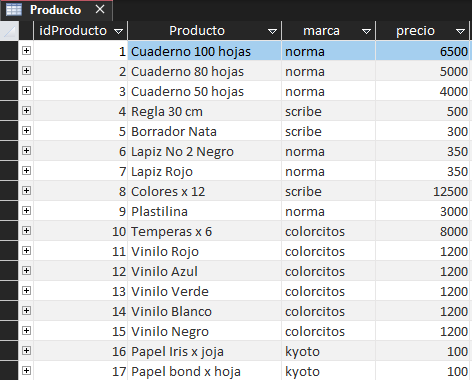 Producto
idProducto Producto marca precio
1 Cuaderno 100 hojas norma 6500
2 Cuaderno 80 hojas norma 5000
3 Cuaderno 50 hojas norma 4000
4 Regla 30 cm scribe 500
5 Borrador Nata scribe 300
6 Lapiz No 2 Negro norma 350
7 Lapiz Rojo norma 350
8 Colores x 12 scribe 12500
9 Plastilina norma 3000
10 Temperas x 6 colorcitos 8000
11 Vinilo Rojo colorcitos 1200
12 Vinilo Azul colorcitos 1200
13 Vinilo Verde colorcitos 1200
14 Vinilo Blanco colorcitos 1200
15 Vinilo Negro colorcitos 1200
16 Papel Iris x joja kyoto 100
17 Papel bond x hoja kyoto 100